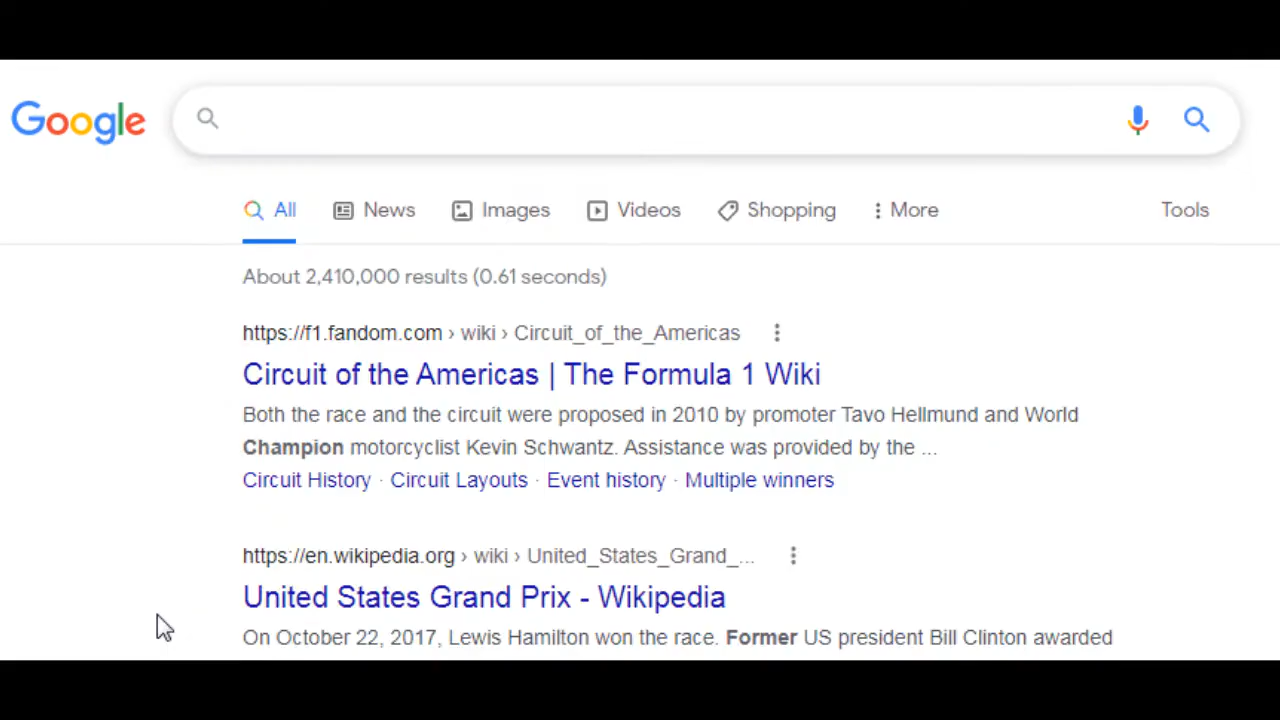 Google
All News Images Videos Shopping More Tools
About 2,410,000 results (0.61 seconds)
https://f1.fandom.com › wiki › Circuit_of_the_Americas
Circuit of the Americas | The Formula 1 Wiki
Both the race and the circuit were proposed in 2010 by promoter Tavo Hellmund and World
Champion motorcyclist Kevin Schwantz. Assistance was provided by the ...
Circuit History · Circuit Layouts · Event history · Multiple winners
https://en.wikipedia.org › wiki › United_States_Grand_...
United States Grand Prix - Wikipedia
On October 22, 2017, Lewis Hamilton won the race. Former US president Bill Clinton awarded